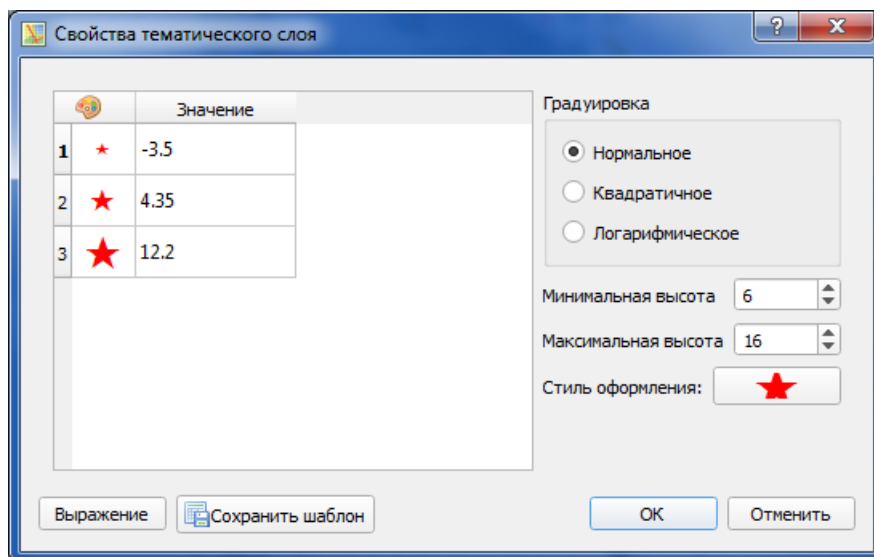 Свойства тематического слоя
Значение
1 -3.5
2 4.35
3 12.2
Градуировка
Нормальное
Квадратичное
Логарифмическое
Минимальная высота 6
Максимальная высота 16
Стиль оформления:
Выражение Сохранить шаблон OK Отменить